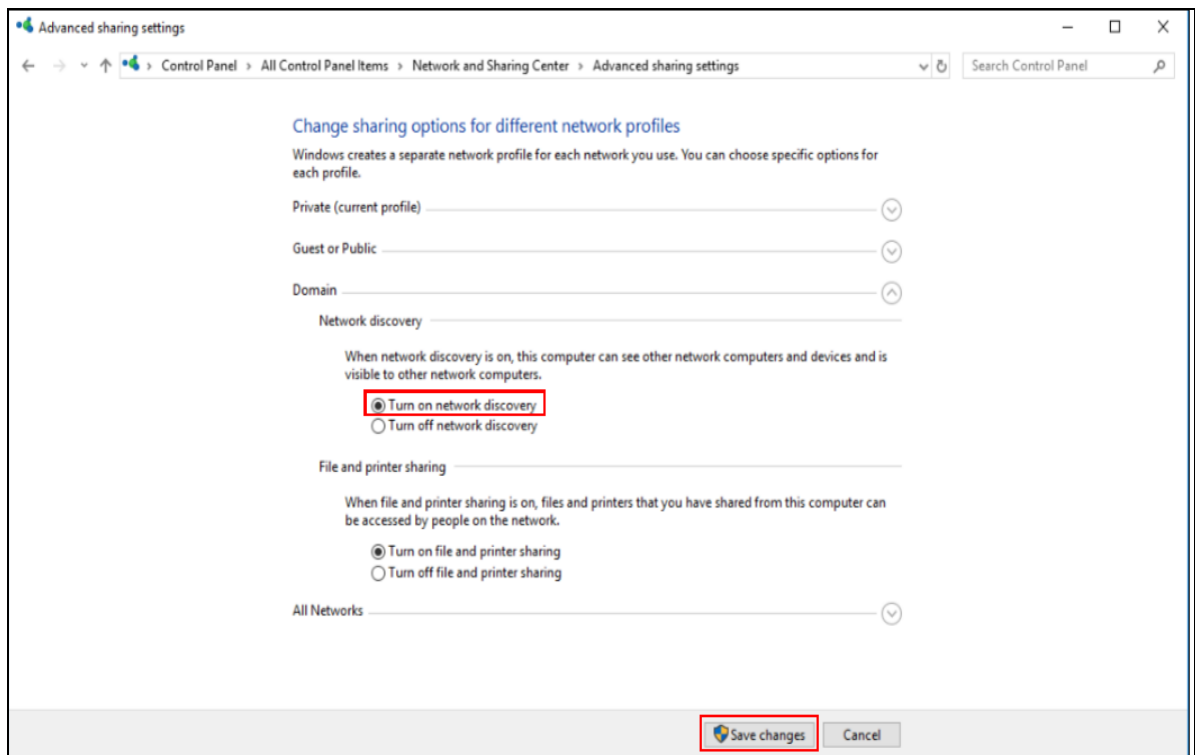 Advanced sharing settings
Control Panel > All Control Panel Items > Network and Sharing Center > Advanced sharing settings
Search Control Panel
Change sharing options for different network profiles
Windows creates a separate network profile for each network you use. You can choose specific options for
each profile.
Private (current profile)
Guest or Public
Domain
Network discovery
When network discovery is on, this computer can see other network computers and devices and is
visible to other network computers.
Turn on network discovery
Turn off network discovery
File and printer sharing
When file and printer sharing is on, files and printers that you have shared from this computer can
be accessed by people on the network.
Turn on file and printer sharing
Turn off file and printer sharing
All Networks
Save changes
Cancel